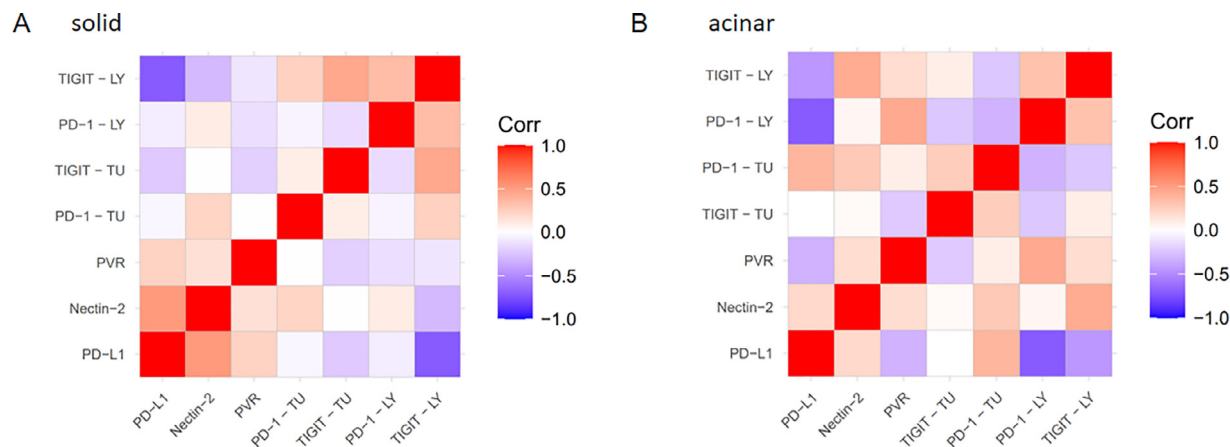 A solid
TIGIT - LY
PD-1 - LY
TIGIT - TU
PD-1 - TU
PVR
Nectin-2
PD-L1
PD-L1
Nectin-2
PVR
PD-1 - TU
TIGIT - TU
PD-1 - LY
TIGIT - LY
Corr
1.0
0.5
0.0
-0.5
-1.0
B acinar
TIGIT - LY
PD-1 - LY
PD-1 - TU
TIGIT - TU
PVR
Nectin-2
PD-L1
PD-L1
Nectin-2
PVR
TIGIT - TU
PD-1 - TU
PD-1 - LY
TIGIT - LY
Corr
1.0
0.5
0.0
-0.5
-1.0